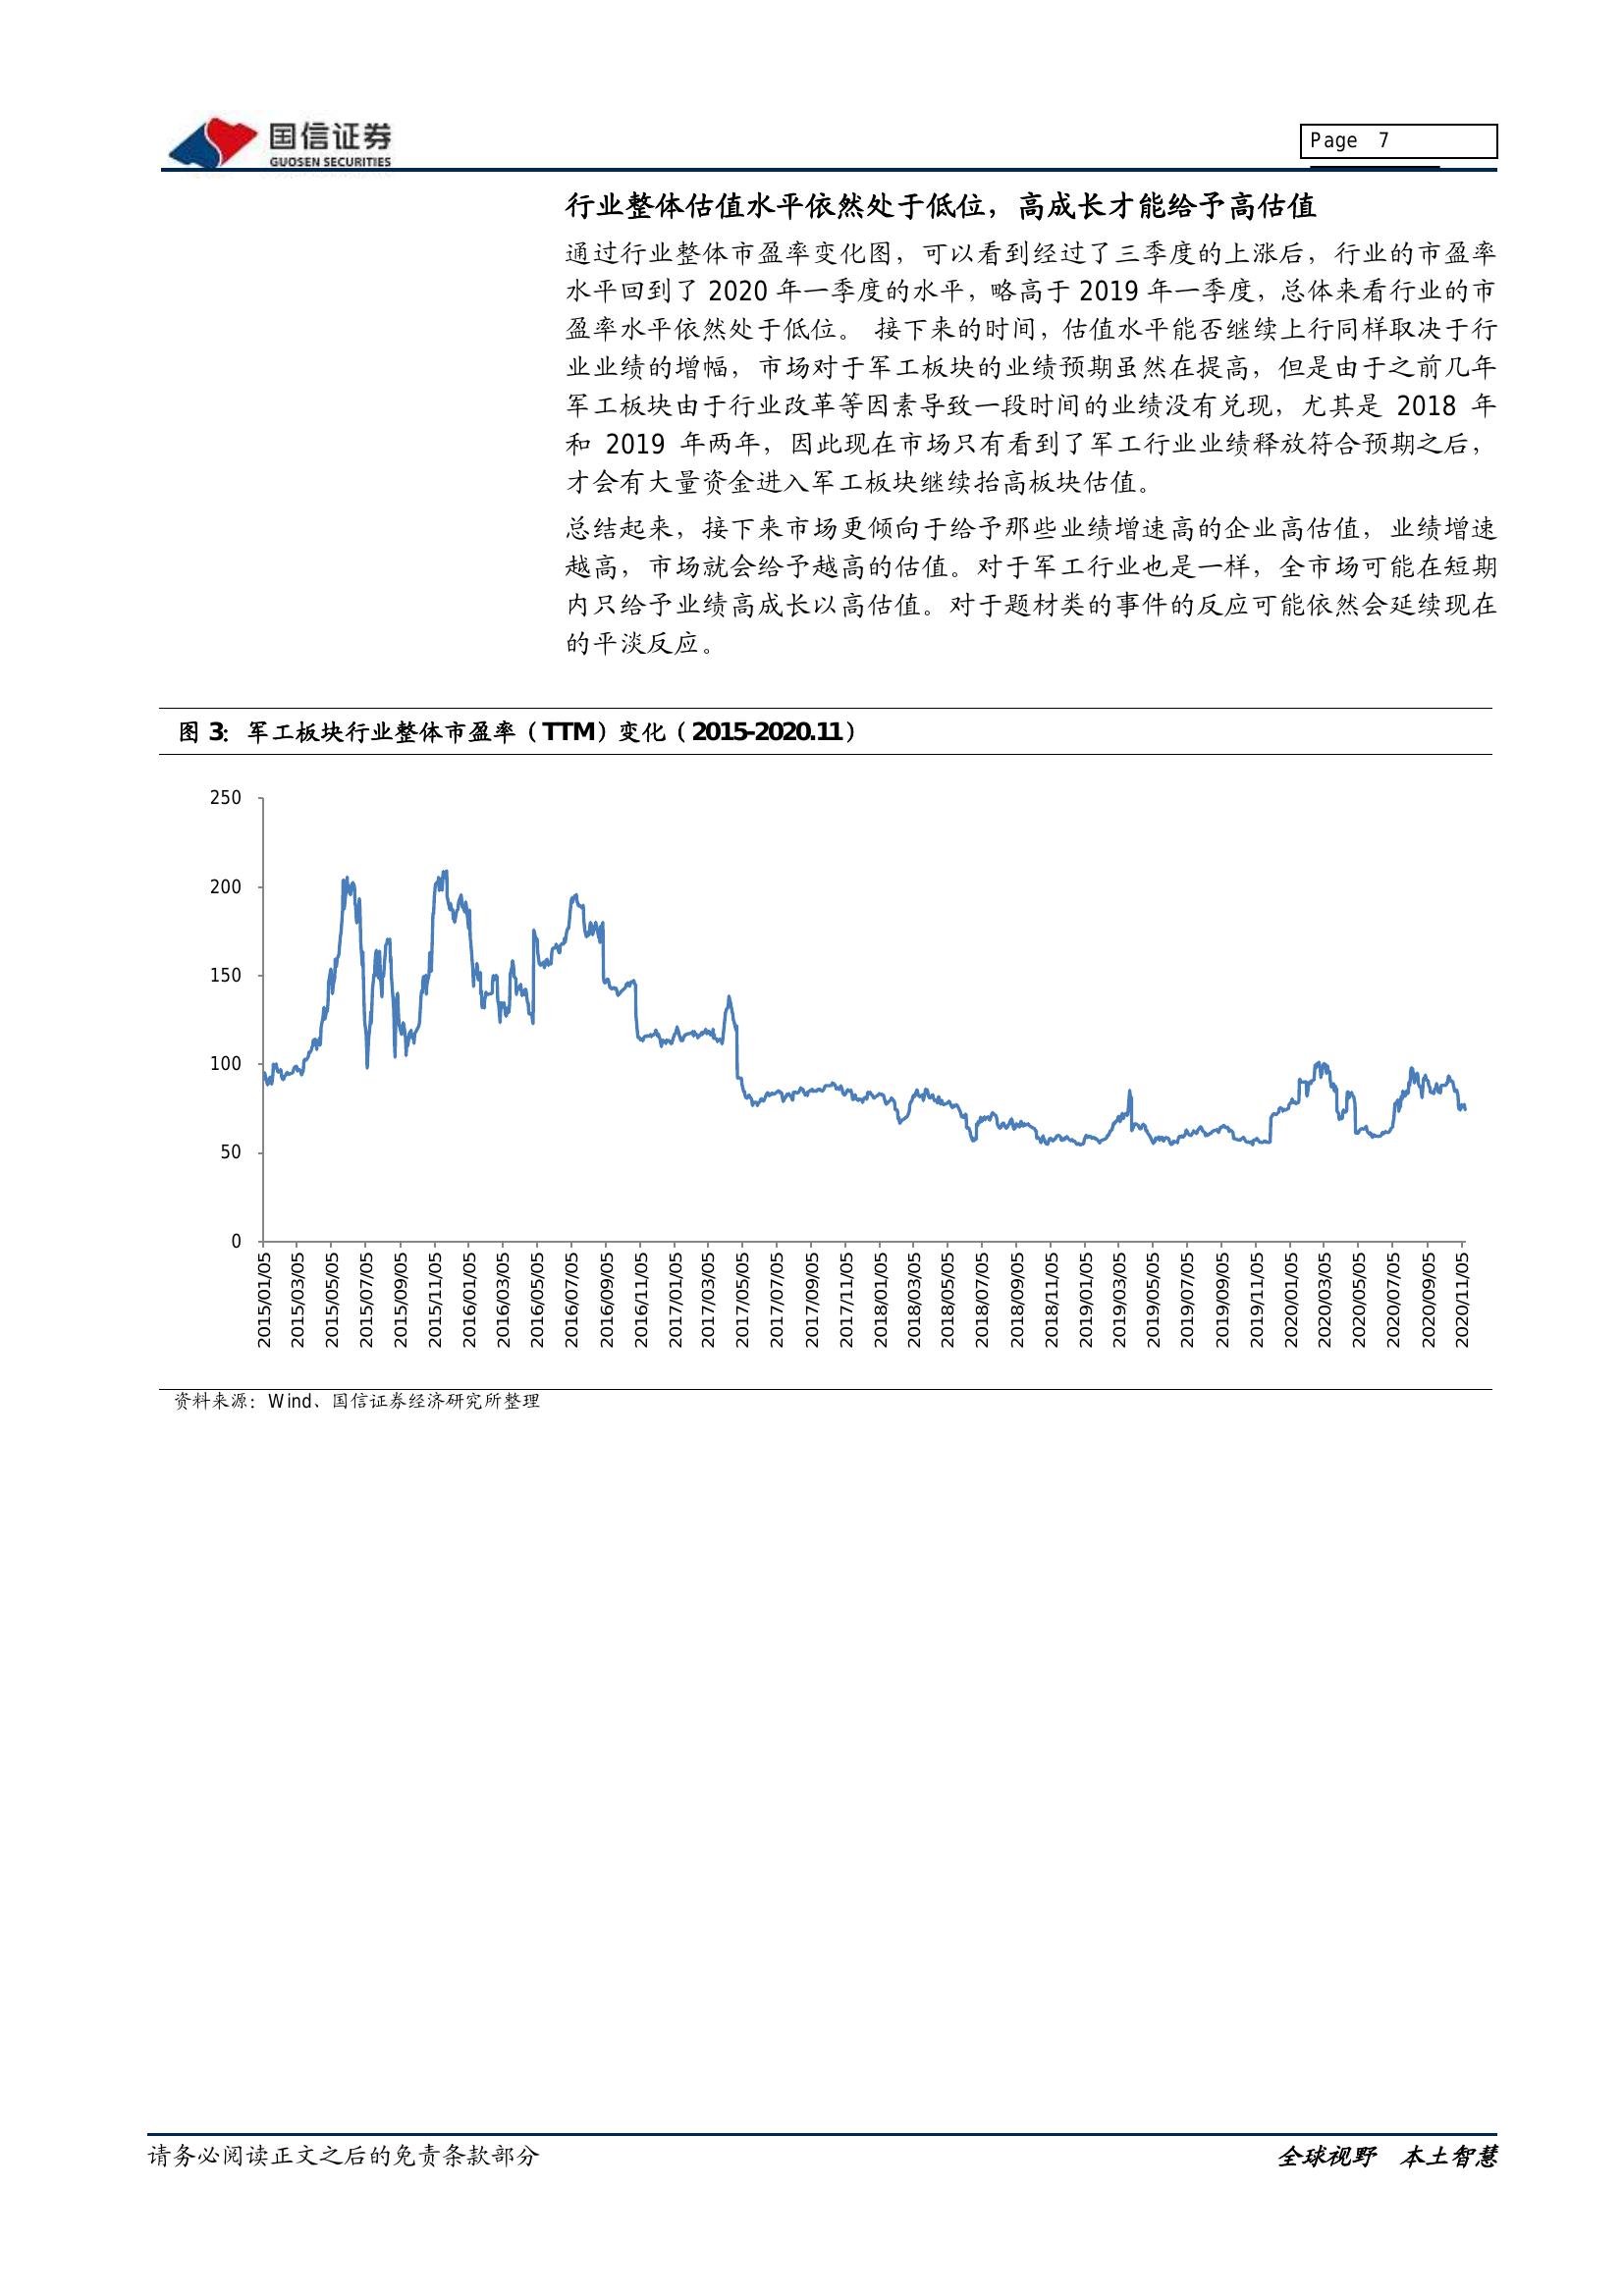 国信证券
GUOSEN SECURITIES
Page 7
行业整体估值水平依然处于低位，高成长才能给予高估值
通过行业整体市盈率变化图，可以看到经过了三季度的上涨后，行业的市盈率
水平回到了 2020 年一季度的水平，略高于 2019 年一季度，总体来看行业的市
盈率水平依然处于低位。 接下来的时间，估值水平能否继续上行同样取决于行
业业绩的增幅，市场对于军工板块的业绩预期虽然在提高，但是由于之前几年
军工板块由于行业改革等因素导致一段时间的业绩没有兑现，尤其是 2018 年
和 2019 年两年，因此现在市场只有看到了军工行业业绩释放符合预期之后，
才会有大量资金进入军工板块继续抬高板块估值。
总结起来，接下来市场更倾向于给予那些业绩增速高的企业高估值，业绩增速
越高，市场就会给予越高的估值。对于军工行业也是一样，全市场可能在短期
内只给予业绩高成长以高估值。对于题材类的事件的反应可能依然会延续现在
的平淡反应。
图 3：军工板块行业整体市盈率（TTM）变化（2015-2020.11）
250
200
150
100
50
0
2015/01/05
2015/03/05
2015/05/05
2015/07/05
2015/09/05
2015/11/05
2016/01/05
2016/03/05
2016/05/05
2016/07/05
2016/09/05
2016/11/05
2017/01/05
2017/03/05
2017/05/05
2017/07/05
2017/09/05
2017/11/05
2018/01/05
2018/03/05
2018/05/05
2018/07/05
2018/09/05
2018/11/05
2019/01/05
2019/03/05
2019/05/05
2019/07/05
2019/09/05
2019/11/05
2020/01/05
2020/03/05
2020/05/05
2020/07/05
2020/09/05
2020/11/05
资料来源：Wind、国信证券经济研究所整理
请务必阅读正文之后的免责条款部分
全球视野 本土智慧